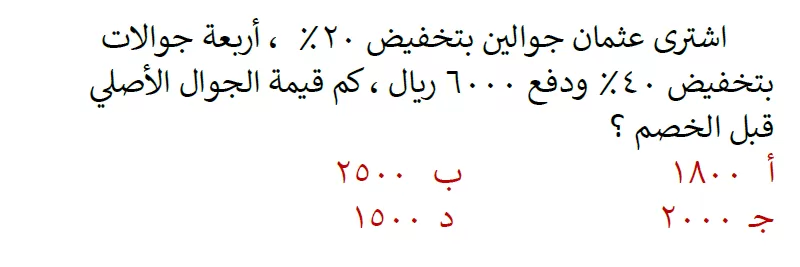 اشترى عثمان جوالين بتخفيض ٢٠٪ ، أربعة جوالات
بتخفيض ٤٠٪ ودفع ٦٠٠٠ ريال ، كم قيمة الجوال الأصلي
قبل الخصم ؟
أ ١٨٠٠ ب ٢٥٠٠
جـ ٢٠٠٠ د ١٥٠٠